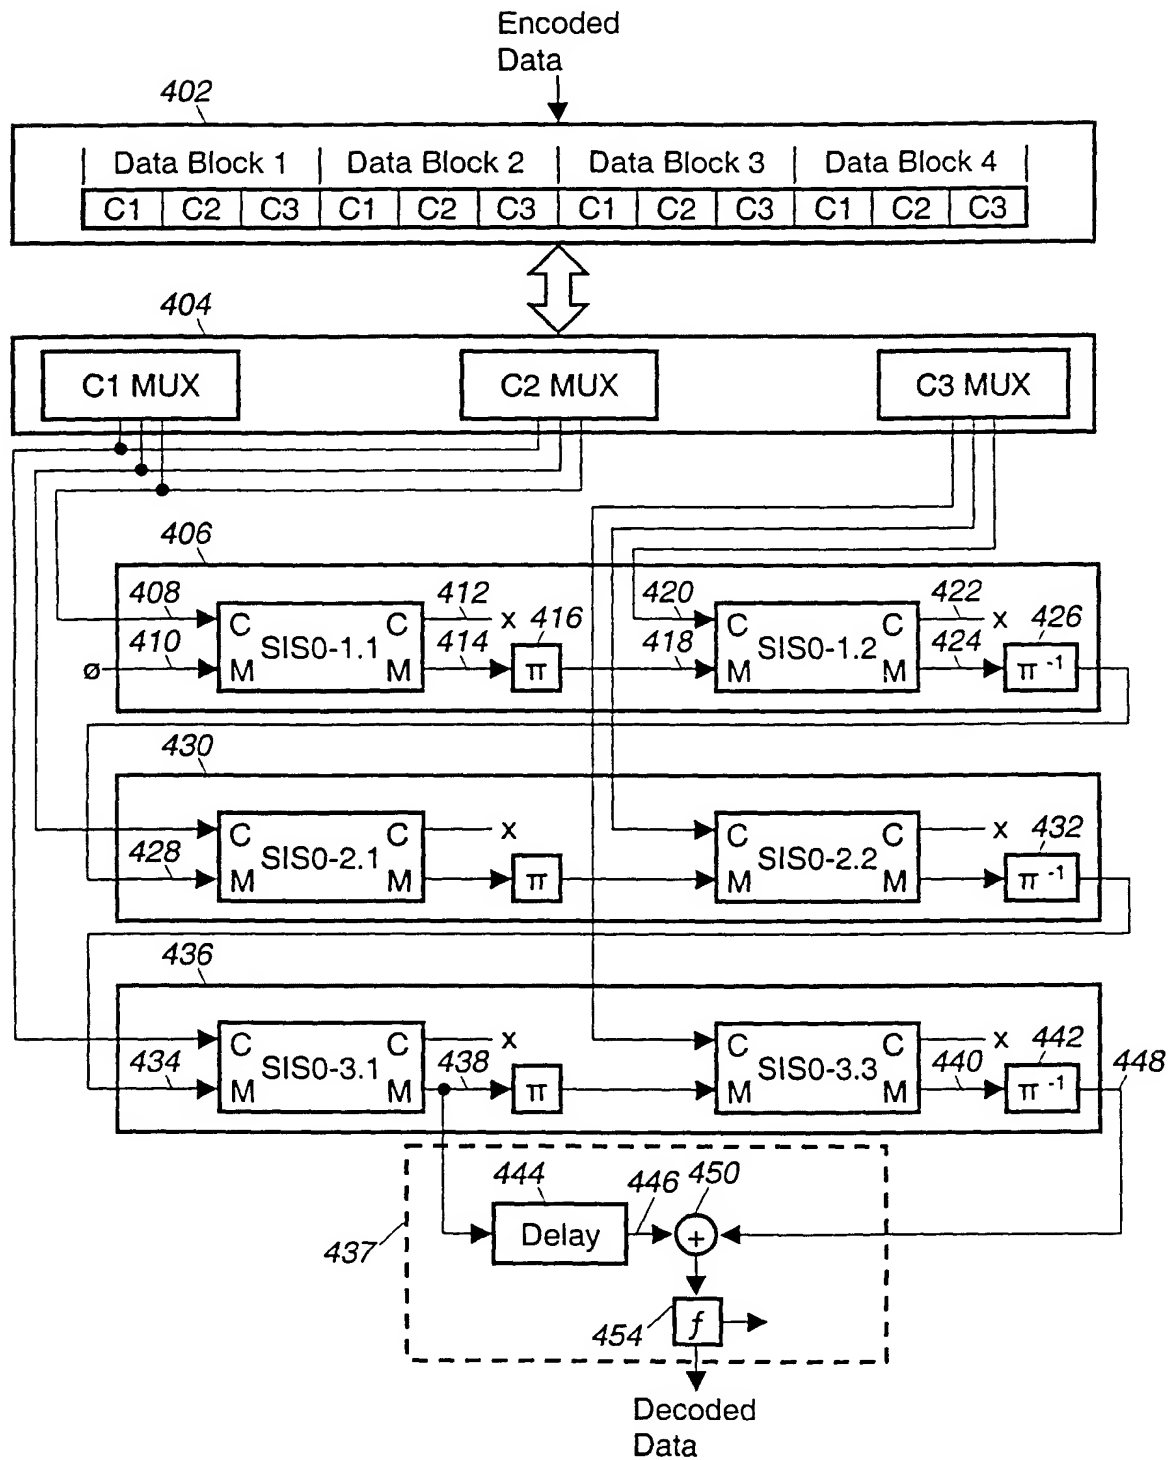 Encoded
Data
402
Data Block 1 Data Block 2 Data Block 3 Data Block 4
C1 C2 C3 C1 C2 C3 C1 C2 C3 C1 C2 C3
404
C1 MUX C2 MUX C3 MUX
406
408 412 416 420 422 426
C SIS0-1.1 C x C SIS0-1.2 C x
410 414 418 424
ø M M π M M π -1
430
C SIS0-2.1 C x C SIS0-2.2 C x 432
428 M M π M M π -1
436
C SIS0-3.1 C x C SIS0-3.3 C x 442
434 438 440 448
M M π M M π -1
444 446 450
Delay +
437
454 f
Decoded
Data